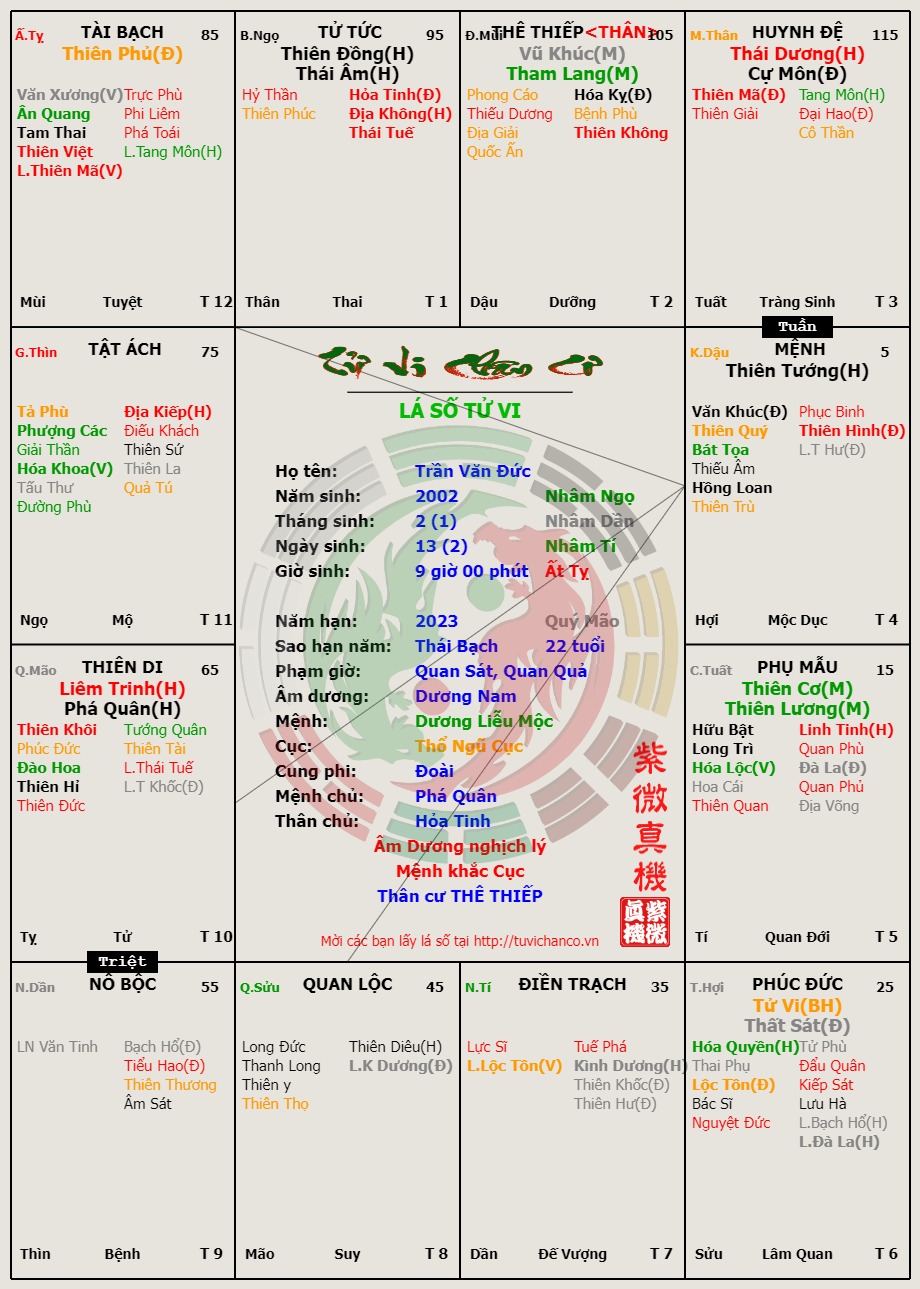 Ấ.Tỵ TÀI BẠCH 85
Thiên Phủ(Đ)
Văn Xương(V) Trực Phù
Ân Quang Phi Liêm
Tam Thai Phá Toái
Thiên Việt L.Tang Môn(H)
L.Thiên Mã(V)
Mùi Tuyệt T 12
B.Ngọ TỬ TỨC 95
Thiên Đồng(H)
Thái Âm(H)
Hỷ Thần Hỏa Tinh(Đ)
Thiên Phúc Địa Không(H)
Thái Tuế
Thân Thai T 1
Đ.Mùi THÊ THIẾP<THÂN> 105
Vũ Khúc(M)
Tham Lang(M)
Phong Cáo Hóa Kỵ(Đ)
Thiếu Dương Bệnh Phù
Địa Giải Thiên Không
Quốc Ấn
Dậu Dưỡng T 2
M.Thân HUYNH ĐỆ 115
Thái Dương(H)
Cự Môn(Đ)
Thiên Mã(Đ) Tang Môn(H)
Thiên Giải Đại Hao(Đ)
Cô Thần
Tuất Tràng Sinh T 3
Tuần
G.Thìn TẬT ÁCH 75
Tả Phù Địa Kiếp(H)
Phượng Các Điếu Khách
Giải Thần Thiên Sứ
Hóa Khoa(V) Thiên La
Tấu Thư Quả Tú
Đường Phù
Ngọ Mộ T 11
Tử Vi Chân Cơ
LÁ SỐ TỬ VI
Họ tên: Trần Văn Đức
Năm sinh: 2002 Nhâm Ngọ
Tháng sinh: 2 (1) Nhâm Dần
Ngày sinh: 13 (2) Nhâm Tí
Giờ sinh: 9 giờ 00 phút Ất Tỵ
Năm hạn: 2023 Quý Mão
Sao hạn năm: Thái Bạch 22 tuổi
Phạm giờ: Quan Sát, Quan Quả
Âm dương: Dương Nam
Mệnh: Dương Liễu Mộc
Cục: Thổ Ngũ Cục
Cung phi: Đoài
Mệnh chủ: Phá Quân
Thân chủ: Hỏa Tinh
Âm Dương nghịch lý
Mệnh khắc Cục
Thân cư THÊ THIẾP
Mời các bạn lấy lá số tại http://tuvichanco.vn
紫微真機
紫微
眞機
K.Dậu MỆNH 5
Thiên Tướng(H)
Văn Khúc(Đ) Phục Binh
Thiên Quý Thiên Hình(Đ)
Bát Tọa L.T Hư(Đ)
Thiếu Âm
Hồng Loan
Thiên Trù
Hợi Mộc Dục T 4
Q.Mão THIÊN DI 65
Liêm Trinh(H)
Phá Quân(H)
Thiên Khôi Tướng Quân
Phúc Đức Thiên Tài
Đào Hoa L.Thái Tuế
Thiên Hỉ L.T Khốc(Đ)
Thiên Đức
Tỵ Tử T 10
C.Tuất PHỤ MẪU 15
Thiên Cơ(M)
Thiên Lương(M)
Hữu Bật Linh Tinh(H)
Long Trì Quan Phù
Hóa Lộc(V) Đà La(Đ)
Hoa Cái Quan Phủ
Thiên Quan Địa Võng
Tí Quan Đới T 5
Triệt
N.Dần NÔ BỘC 55
LN Văn Tinh Bạch Hổ(Đ)
Tiểu Hao(Đ)
Thiên Thương
Âm Sát
Thìn Bệnh T 9
Q.Sửu QUAN LỘC 45
Long Đức Thiên Diêu(H)
Thanh Long L.K Dương(Đ)
Thiên y
Thiên Thọ
Mão Suy T 8
N.Tí ĐIỀN TRẠCH 35
Lực Sĩ Tuế Phá
L.Lộc Tồn(V) Kình Dương(H)
Thiên Khốc(Đ)
Thiên Hư(Đ)
Dần Đế Vượng T 7
T.Hợi PHÚC ĐỨC 25
Tử Vi(BH)
Thất Sát(Đ)
Hóa Quyền(H) Tử Phù
Thai Phụ Đẩu Quân
Lộc Tồn(Đ) Kiếp Sát
Bác Sĩ Lưu Hà
Nguyệt Đức L.Bạch Hổ(H)
L.Đà La(H)
Sửu Lâm Quan T 6